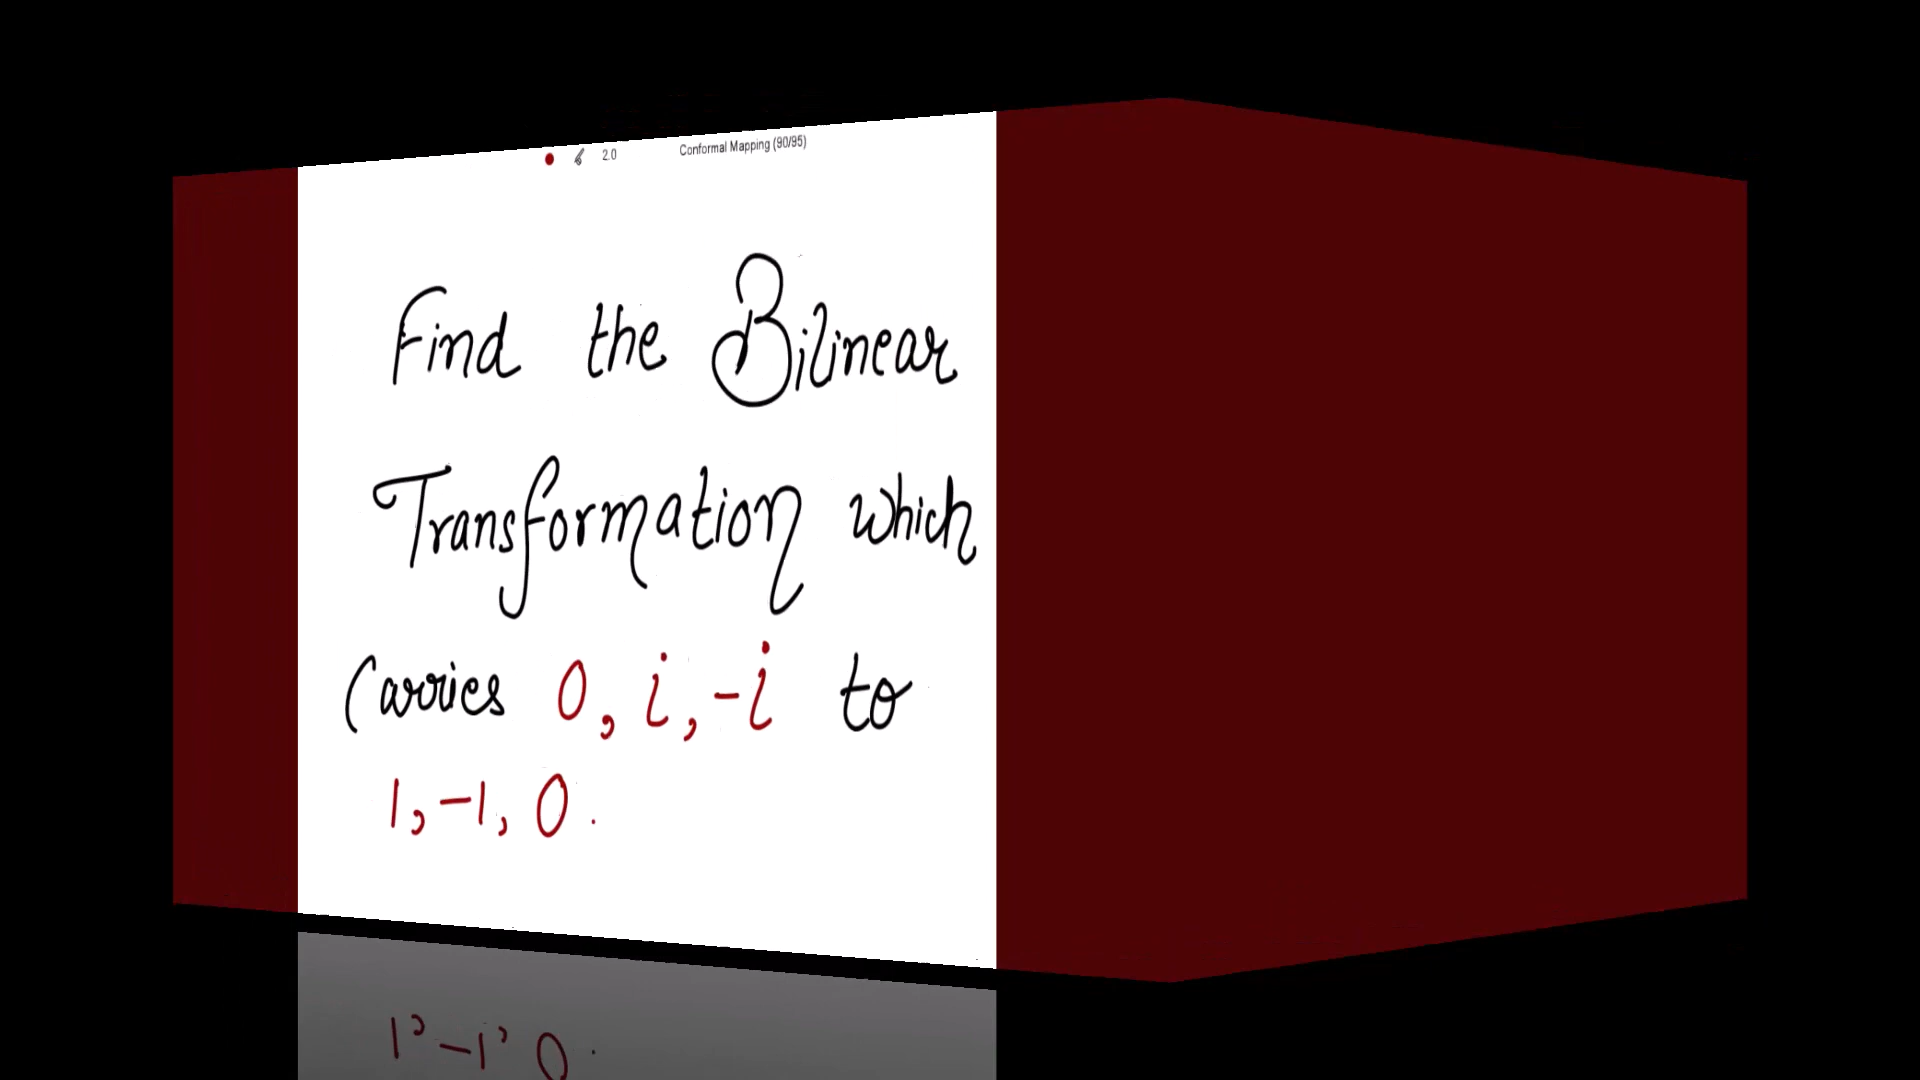 2.0 Conformal Mapping (90/95)
Find the Bilinear
Transformation which
Carries 0, i, -i to
1, -1, 0.